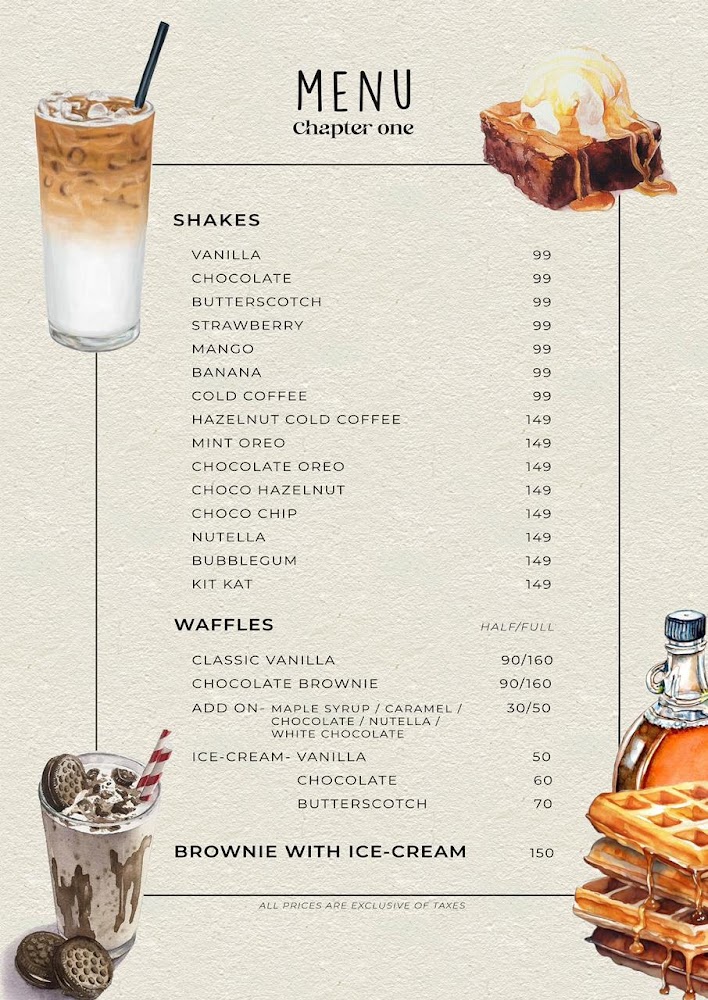 MENU
Chapter one
SHAKES
VANILLA 99
CHOCOLATE 99
BUTTERSCOTCH 99
STRAWBERRY 99
MANGO 99
BANANA 99
COLD COFFEE 99
HAZELNUT COLD COFFEE 149
MINT OREO 149
CHOCOLATE OREO 149
CHOCO HAZELNUT 149
CHOCO CHIP 149
NUTELLA 149
BUBBLEGUM 149
KIT KAT 149
WAFFLES HALF/FULL
CLASSIC VANILLA 90/160
CHOCOLATE BROWNIE 90/160
ADD ON- MAPLE SYRUP / CARAMEL / 30/50
CHOCOLATE / NUTELLA /
WHITE CHOCOLATE
ICE-CREAM- VANILLA 50
CHOCOLATE 60
BUTTERSCOTCH 70
BROWNIE WITH ICE-CREAM 150
ALL PRICES ARE EXCLUSIVE OF TAXES